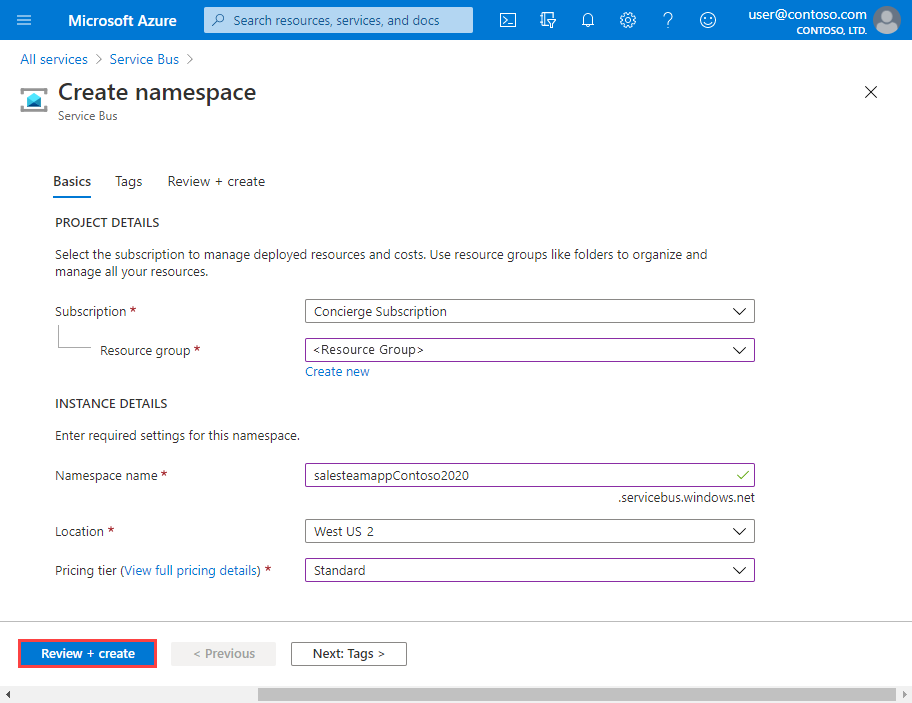 Microsoft Azure
Search resources, services, and docs
user@contoso.com
CONTOSO, LTD.
All services > Service Bus >
Create namespace
Service Bus
Basics Tags Review + create
PROJECT DETAILS
Select the subscription to manage deployed resources and costs. Use resource groups like folders to organize and
manage all your resources.
Subscription * Concierge Subscription
Resource group * <Resource Group>
Create new
INSTANCE DETAILS
Enter required settings for this namespace.
Namespace name * salesteamappContoso2020
.servicebus.windows.net
Location * West US 2
Pricing tier (View full pricing details) * Standard
Review + create < Previous Next: Tags >